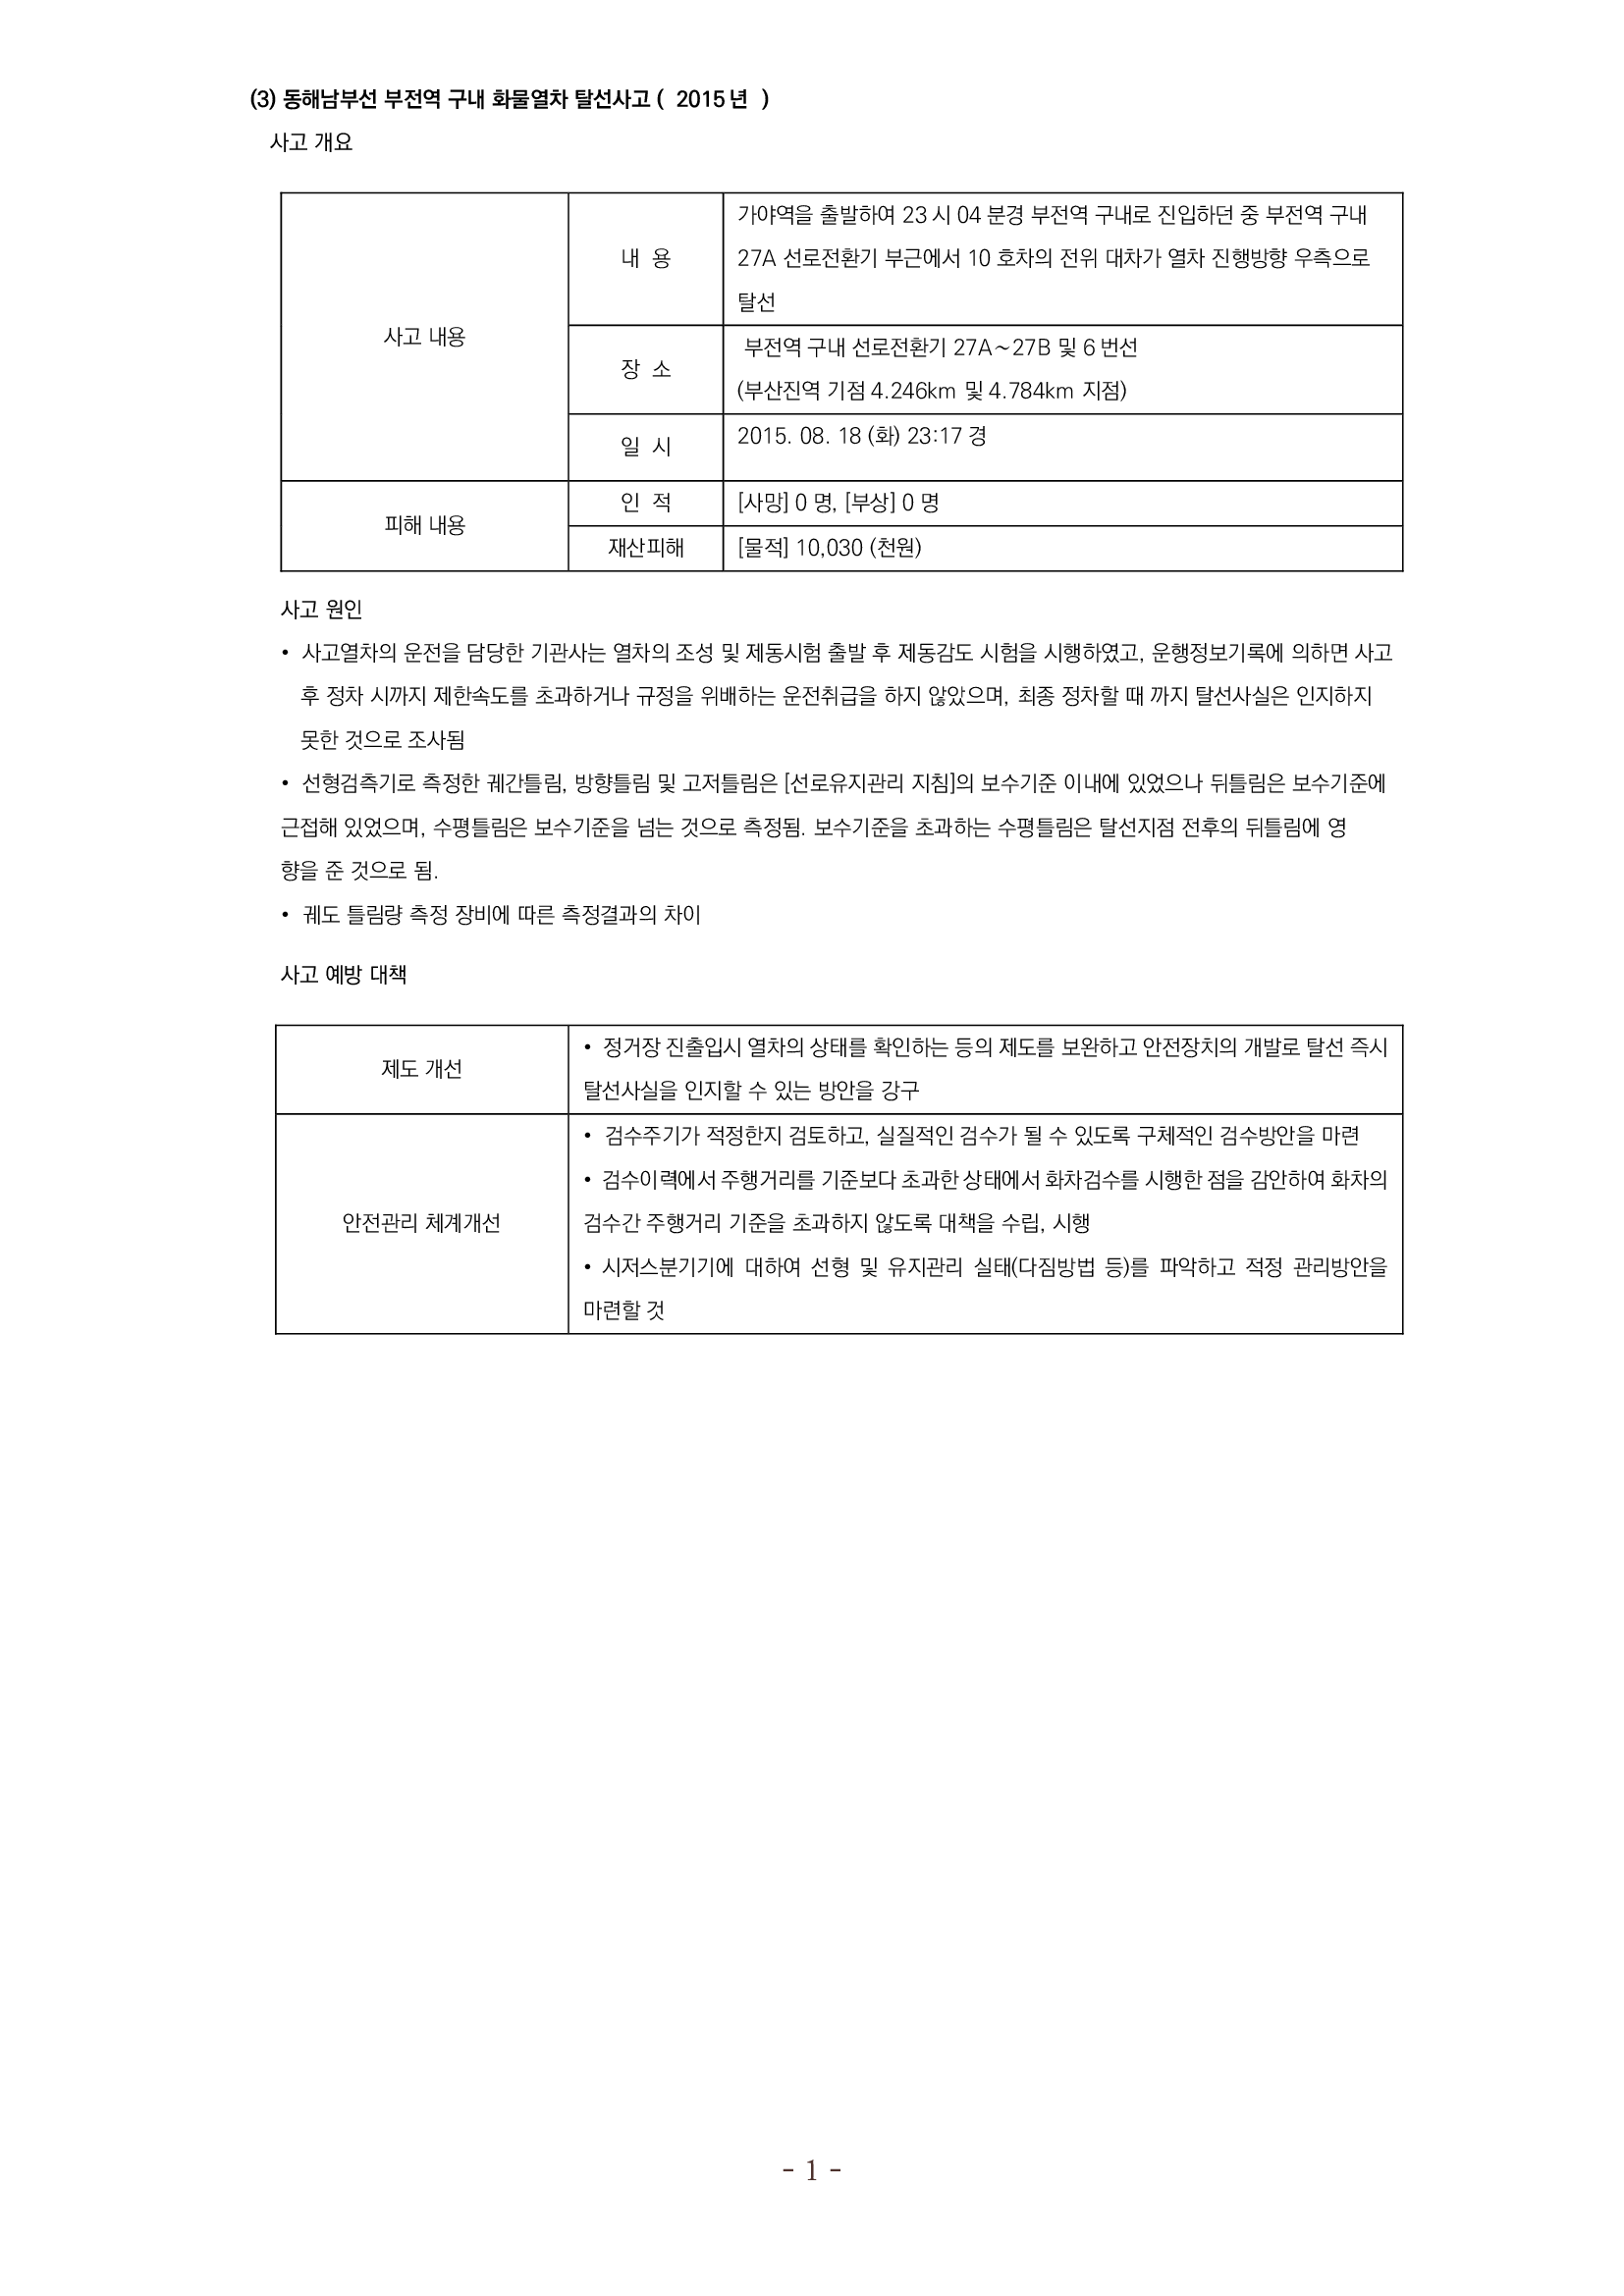 (3) 동해남부선 부전역 구내 화물열차 탈선사고 ( 2015 년 )
사고 개요
사고 내용
내 용
가야역을 출발하여 23 시 04 분경 부전역 구내로 진입하던 중 부전역 구내
27A 선로전환기 부근에서 10 호차의 전위 대차가 열차 진행방향 우측으로
탈선
장 소
부전역 구내 선로전환기 27A~27B 및 6 번선
(부산진역 기점 4.246km 및 4.784km 지점)
일 시
2015. 08. 18 (화) 23:17 경
피해 내용
인 적
[사망] 0 명, [부상] 0 명
재산피해
[물적] 10,030 (천원)
사고 원인
• 사고열차의 운전을 담당한 기관사는 열차의 조성 및 제동시험 출발 후 제동감도 시험을 시행하였고, 운행정보기록에 의하면 사고
후 정차 시까지 제한속도를 초과하거나 규정을 위배하는 운전취급을 하지 않았으며, 최종 정차할 때 까지 탈선사실은 인지하지
못한 것으로 조사됨
• 선형검측기로 측정한 궤간틀림, 방향틀림 및 고저틀림은 [선로유지관리 지침]의 보수기준 이내에 있었으나 뒤틀림은 보수기준에
근접해 있었으며, 수평틀림은 보수기준을 넘는 것으로 측정됨. 보수기준을 초과하는 수평틀림은 탈선지점 전후의 뒤틀림에 영
향을 준 것으로 됨.
• 궤도 틀림량 측정 장비에 따른 측정결과의 차이
사고 예방 대책
제도 개선
• 정거장 진출입시 열차의 상태를 확인하는 등의 제도를 보완하고 안전장치의 개발로 탈선 즉시
탈선사실을 인지할 수 있는 방안을 강구
안전관리 체계개선
• 검수주기가 적정한지 검토하고, 실질적인 검수가 될 수 있도록 구체적인 검수방안을 마련
• 검수이력에서 주행거리를 기준보다 초과한 상태에서 화차검수를 시행한 점을 감안하여 화차의
검수간 주행거리 기준을 초과하지 않도록 대책을 수립, 시행
• 시저스분기기에 대하여 선형 및 유지관리 실태(다짐방법 등)를 파악하고 적정 관리방안을
마련할 것
- 1 -